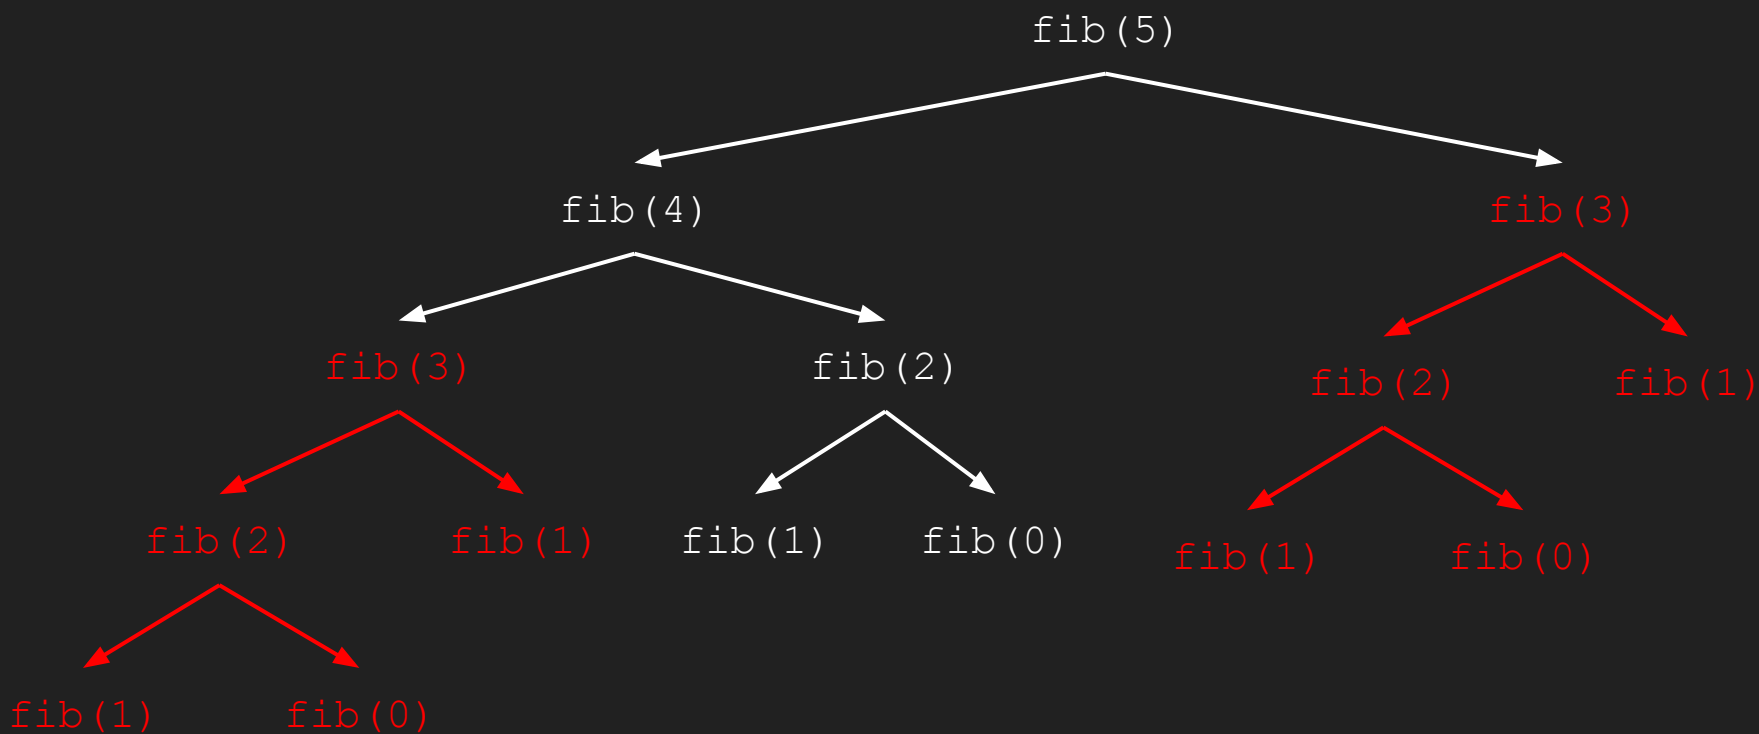 fib(5)
fib(4) fib(3)
fib(3) fib(2) fib(2) fib(1)
fib(2) fib(1) fib(1) fib(0) fib(1) fib(0)
fib(1) fib(0)